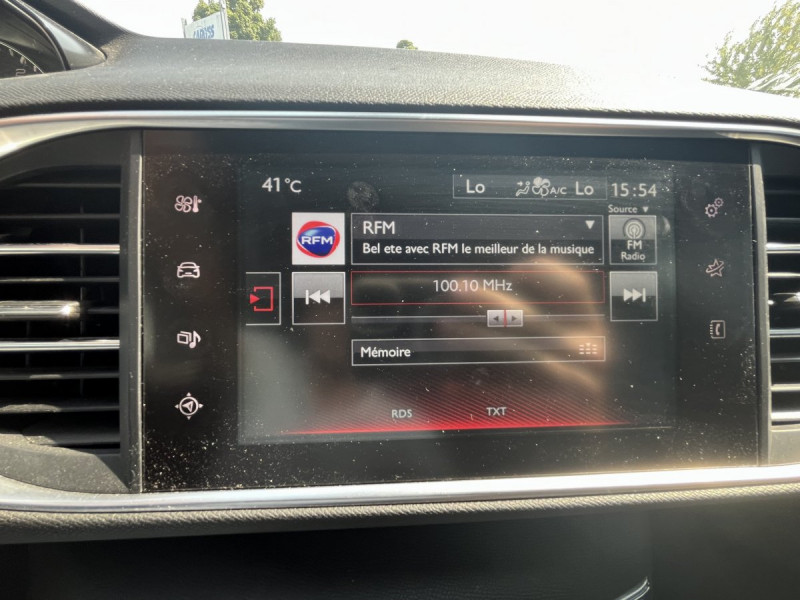 41°C
Lo
A/C
Lo
15:54
Source
RFM
RFM
Bel ete avec RFM le meilleur de la musique
FM
Radio
100.10 MHz
Mémoire
RDS
TXT